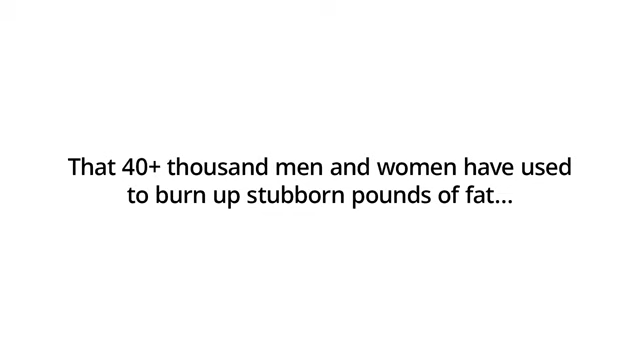 That 40+ thousand men and women have used
to burn up stubborn pounds of fat...